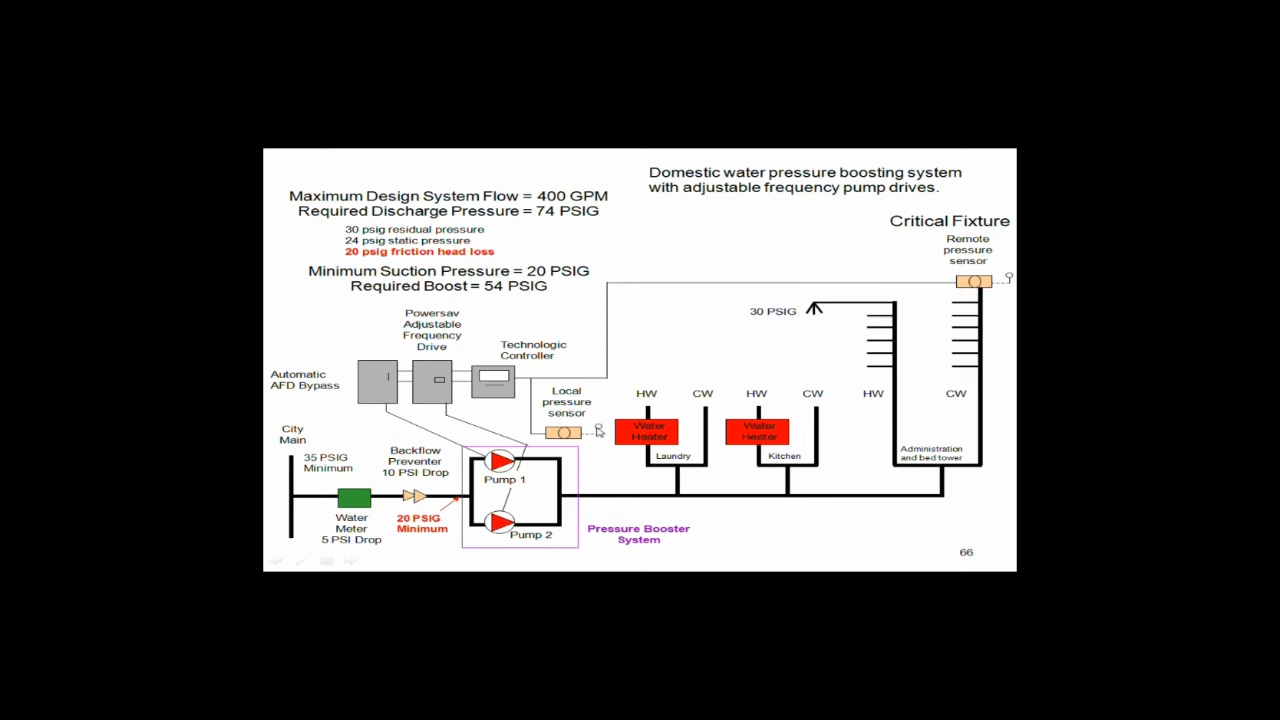 Domestic water pressure boosting system
with adjustable frequency pump drives.
Maximum Design System Flow = 400 GPM
Required Discharge Pressure = 74 PSIG
30 psig residual pressure
24 psig static pressure
20 psig friction head loss
Minimum Suction Pressure = 20 PSIG
Required Boost = 54 PSIG
Critical Fixture
Remote
pressure
sensor
30 PSIG
Powersav
Adjustable
Frequency
Drive
Technologic
Controller
Automatic
AFD Bypass
Local
pressure
sensor
HW
CW
HW
CW
HW
CW
Water
Heater
Water
Heater
Laundry
Kitchen
Administration
and bed tower
City
Main
35 PSIG
Minimum
Backflow
Preventer
10 PSI Drop
Pump 1
Water
Meter
5 PSI Drop
20 PSIG
Minimum
Pump 2
Pressure Booster
System
66